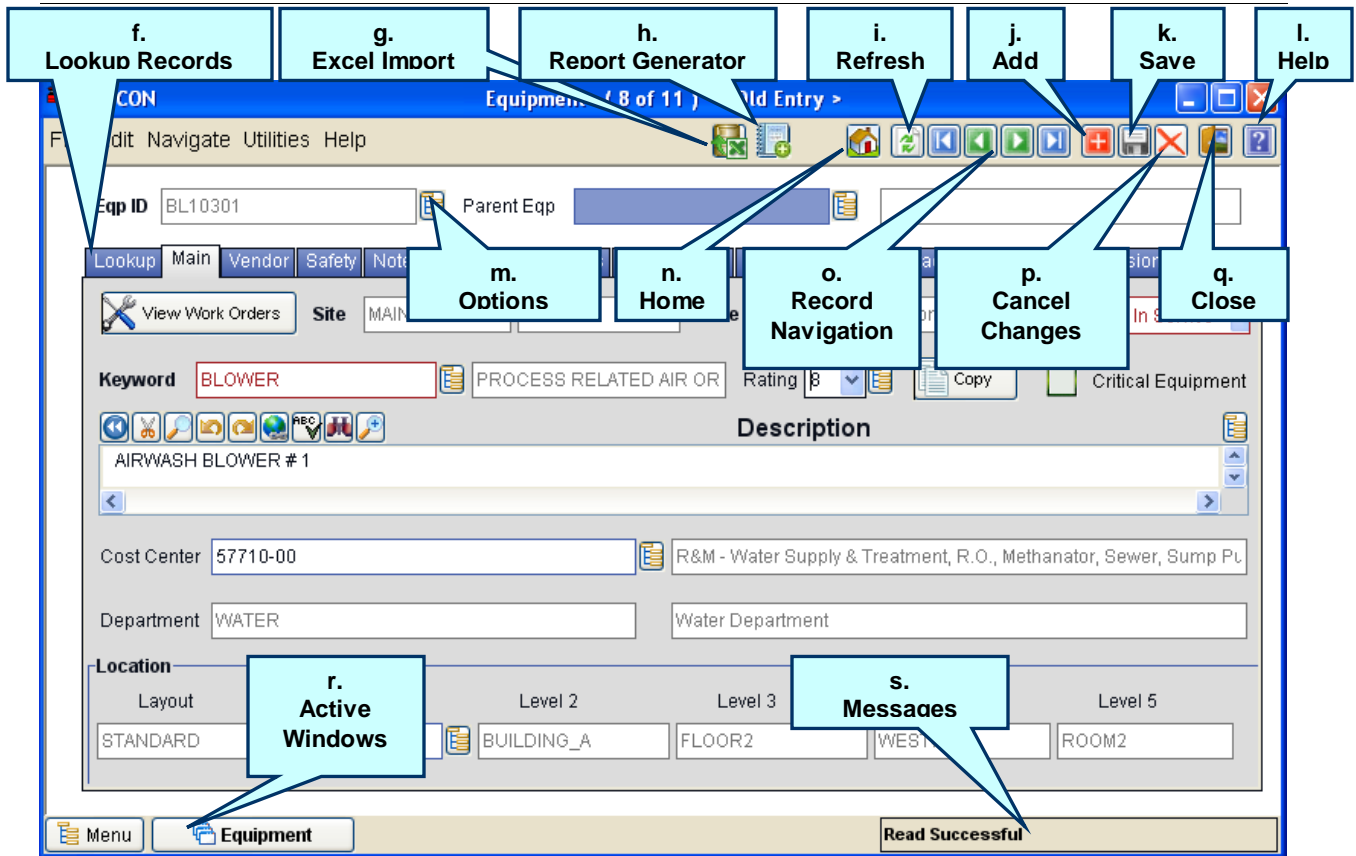 f.
Lookup Records
g.
Excel Import
h.
Report Generator
i.
Refresh
j.
Add
k.
Save
l.
Help
CON
Equipment ( 8 of 11 ) Old Entry >
Edit Navigate Utilities Help
Eqp ID BL10301 Parent Eqp
Lookup Main Vendor Safety Note
m.
Options
n.
Home
o.
Record
Navigation
p.
Cancel
Changes
q.
Close
View Work Orders Site MAIN In
Keyword BLOWER PROCESS RELATED AIR OR Rating 8 Copy Critical Equipment
ABC
Description
AIRWASH BLOWER # 1
Cost Center 57710-00 R&M - Water Supply & Treatment, R.O., Methanator, Sewer, Sump Pu
Department WATER Water Department
Location
Layout Level 2 Level 3 Level 5
STANDARD BUILDING_A FLOOR2 WEST ROOM2
r.
Active
Windows
s.
Messages
Menu Equipment Read Successful